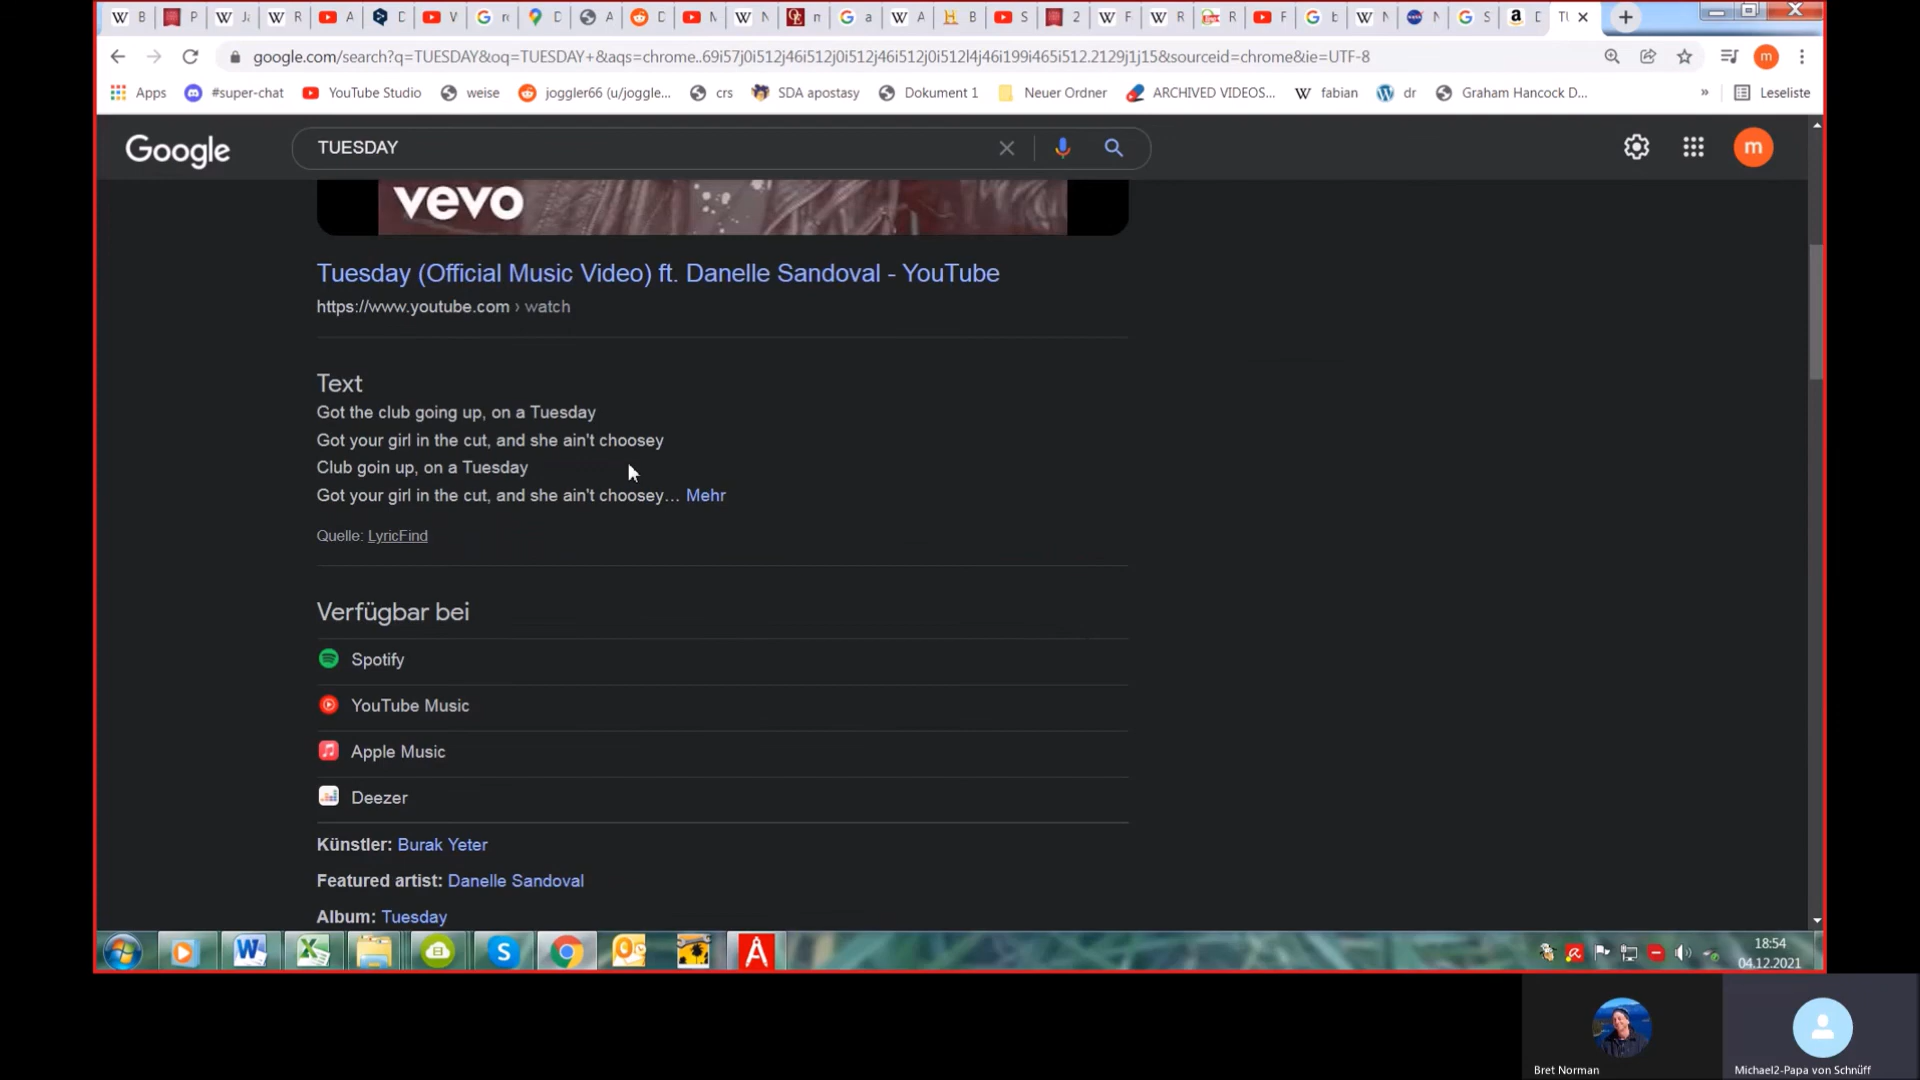 B P Ja R A D V re D A D M N m a A B S 2 F R R F b N N S D TU
google.com/search?q=TUESDAY&oq=TUESDAY+&aqs=chrome..69i57j0i512j46i512j0i512j46i512j0i512l4j46i199i465i512.2129j1j15&sourceid=chrome&ie=UTF-8 m
Apps #super-chat YouTube Studio weise joggler66 (u/joggle... crs SDA apostasy Dokument 1 Neuer Ordner ARCHIVED VIDEOS... fabian dr Graham Hancock D... » Leseliste
Google TUESDAY m
vevo
Tuesday (Official Music Video) ft. Danelle Sandoval - YouTube
https://www.youtube.com › watch
Text
Got the club going up, on a Tuesday
Got your girl in the cut, and she ain't choosey
Club goin up, on a Tuesday
Got your girl in the cut, and she ain't choosey... Mehr
Quelle: LyricFind
Verfügbar bei
Spotify
YouTube Music
Apple Music
Deezer
Künstler: Burak Yeter
Featured artist: Danelle Sandoval
Album: Tuesday
18:54
04.12.2021
Bret Norman
Michael2-Papa von Schnüff